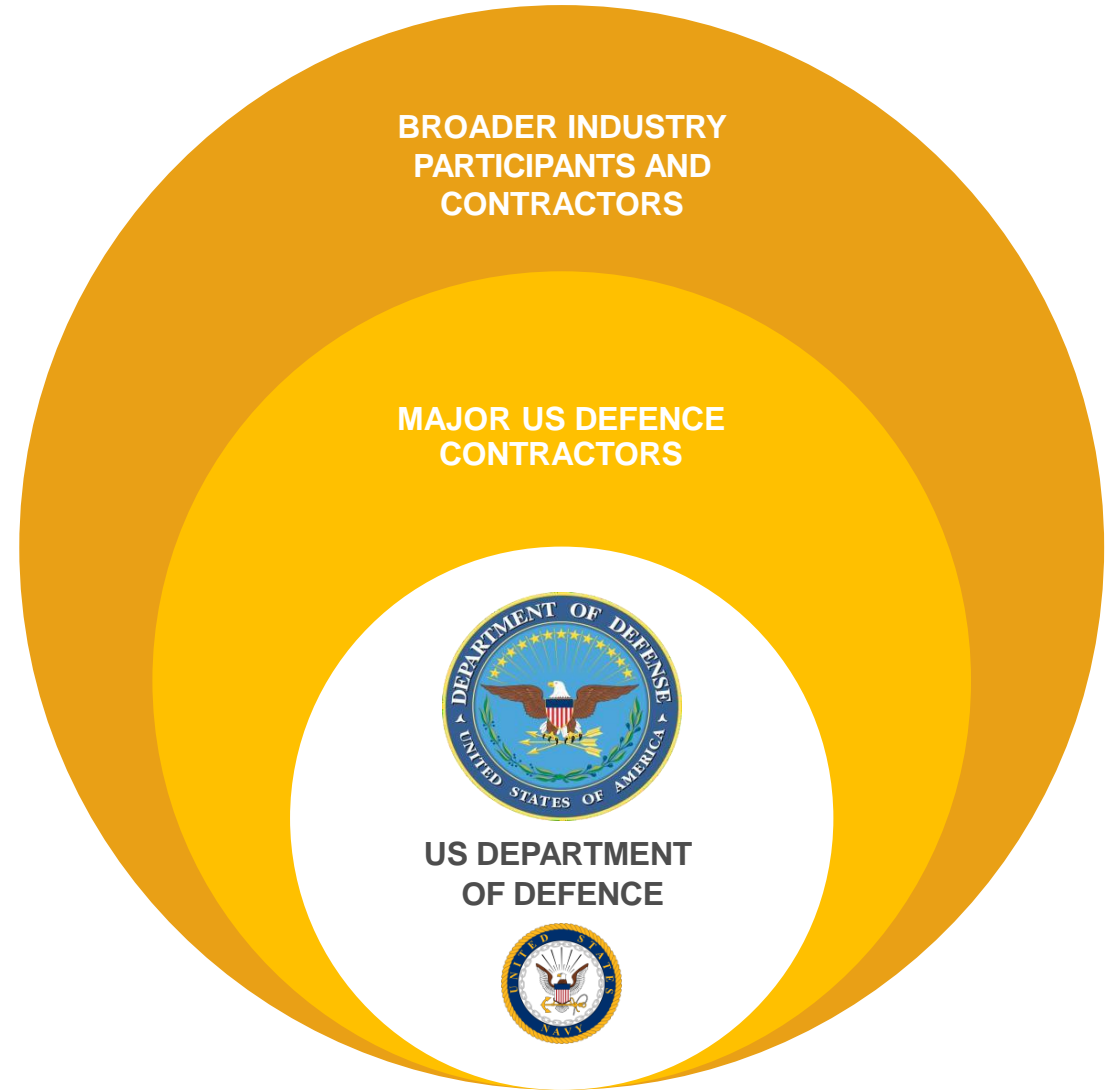 BROADER INDUSTRY
PARTICIPANTS AND
CONTRACTORS
MAJOR US DEFENCE
CONTRACTORS
DEPARTMENT OF DEFENSE
UNITED STATES OF AMERICA
US DEPARTMENT
OF DEFENCE
UNITED STATES
NAVY